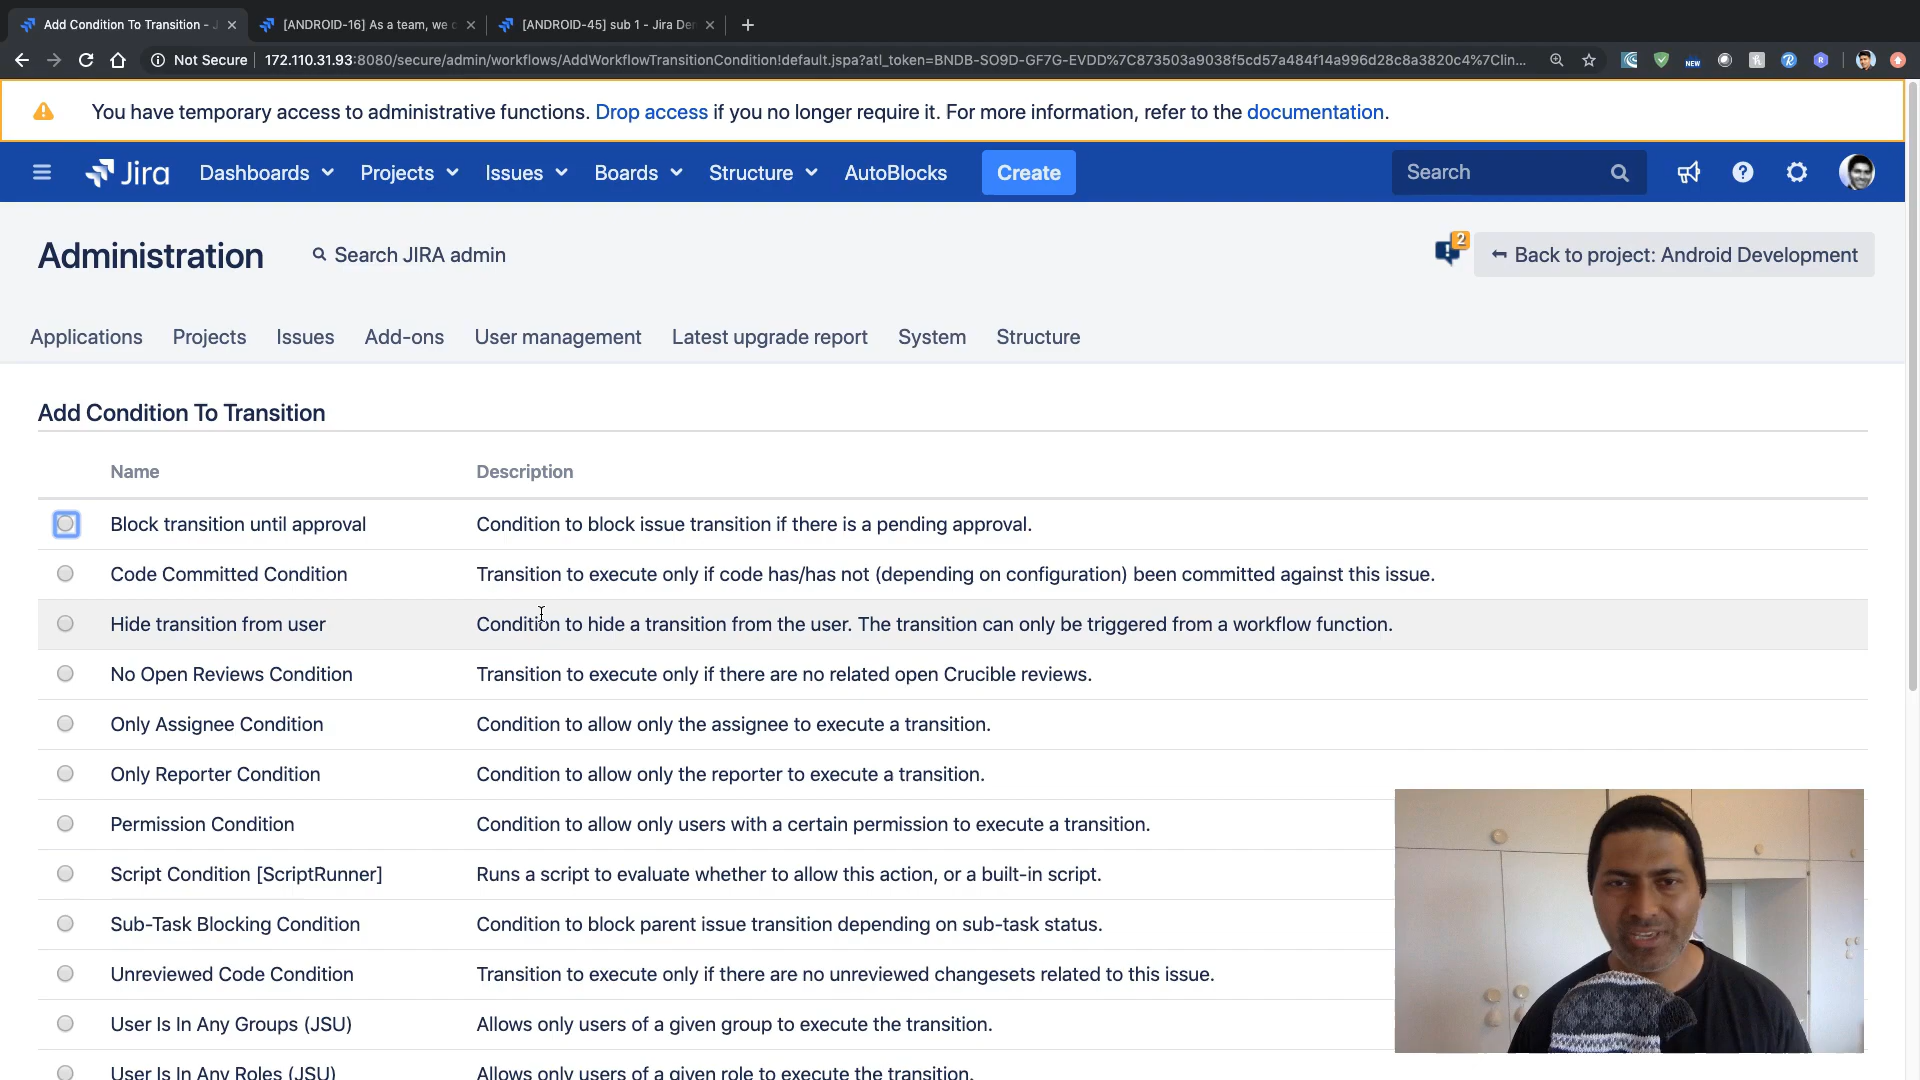 Add Condition To Transition - J
[ANDROID-16] As a team, we c
[ANDROID-45] sub 1 - Jira De
Not Secure
172.110.31.93:8080/secure/admin/workflows/AddWorkflowTransitionCondition!default.jspa?atl_token=BNDB-SO9D-GF7G-EVDD%7C873503a9038f5cd57a484f14a996d28c8a3820c4%7Clin...
NEW
You have temporary access to administrative functions. Drop access if you no longer require it. For more information, refer to the documentation.
Jira
Dashboards
Projects
Issues
Boards
Structure
AutoBlocks
Create
Search
Administration
Search JIRA admin
2
Back to project: Android Development
Applications
Projects
Issues
Add-ons
User management
Latest upgrade report
System
Structure
Add Condition To Transition
Name
Description
Block transition until approval
Condition to block issue transition if there is a pending approval.
Code Committed Condition
Transition to execute only if code has/has not (depending on configuration) been committed against this issue.
Hide transition from user
Condition to hide a transition from the user. The transition can only be triggered from a workflow function.
No Open Reviews Condition
Transition to execute only if there are no related open Crucible reviews.
Only Assignee Condition
Condition to allow only the assignee to execute a transition.
Only Reporter Condition
Condition to allow only the reporter to execute a transition.
Permission Condition
Condition to allow only users with a certain permission to execute a transition.
Script Condition [ScriptRunner]
Runs a script to evaluate whether to allow this action, or a built-in script.
Sub-Task Blocking Condition
Condition to block parent issue transition depending on sub-task status.
Unreviewed Code Condition
Transition to execute only if there are no unreviewed changesets related to this issue.
User Is In Any Groups (JSU)
Allows only users of a given group to execute the transition.
User Is In Any Roles (JSU)
Allows only users of a given role to execute the transition.